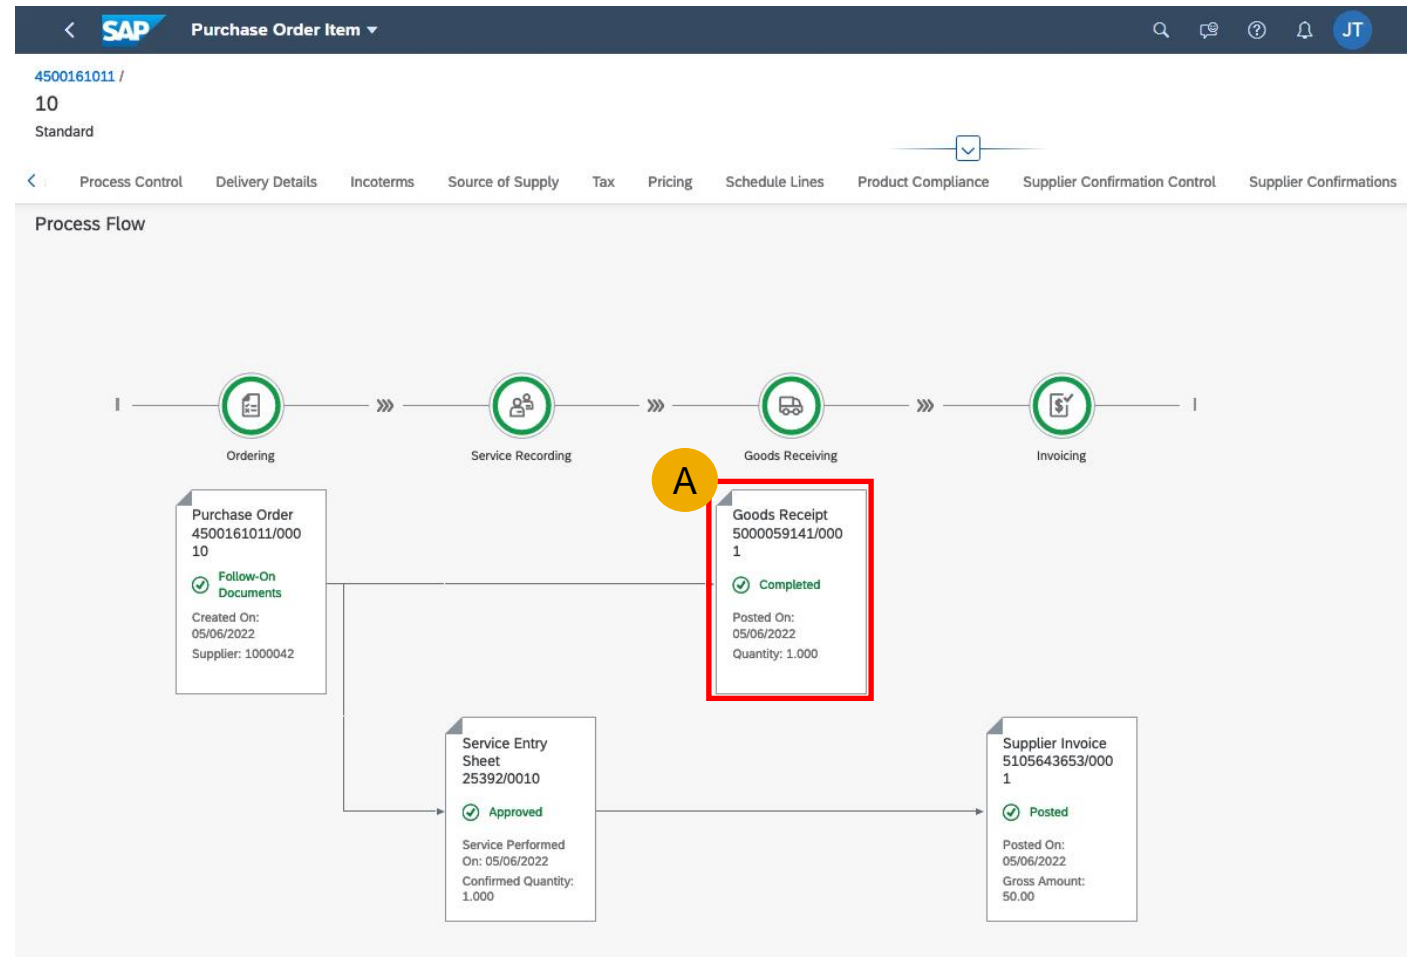 SAP Purchase Order Item
JT
4500161011 /
10
Standard
Process Control Delivery Details Incoterms Source of Supply Tax Pricing Schedule Lines Product Compliance Supplier Confirmation Control Supplier Confirmations
Process Flow
Ordering
Service Recording
Goods Receiving
Invoicing
Purchase Order
4500161011/000
10
Follow-On
Documents
Created On:
05/06/2022
Supplier: 1000042
A
Goods Receipt
5000059141/000
1
Completed
Posted On:
05/06/2022
Quantity: 1.000
Service Entry
Sheet
25392/0010
Approved
Service Performed
On: 05/06/2022
Confirmed Quantity:
1.000
Supplier Invoice
5105643653/000
1
Posted
Posted On:
05/06/2022
Gross Amount:
50.00